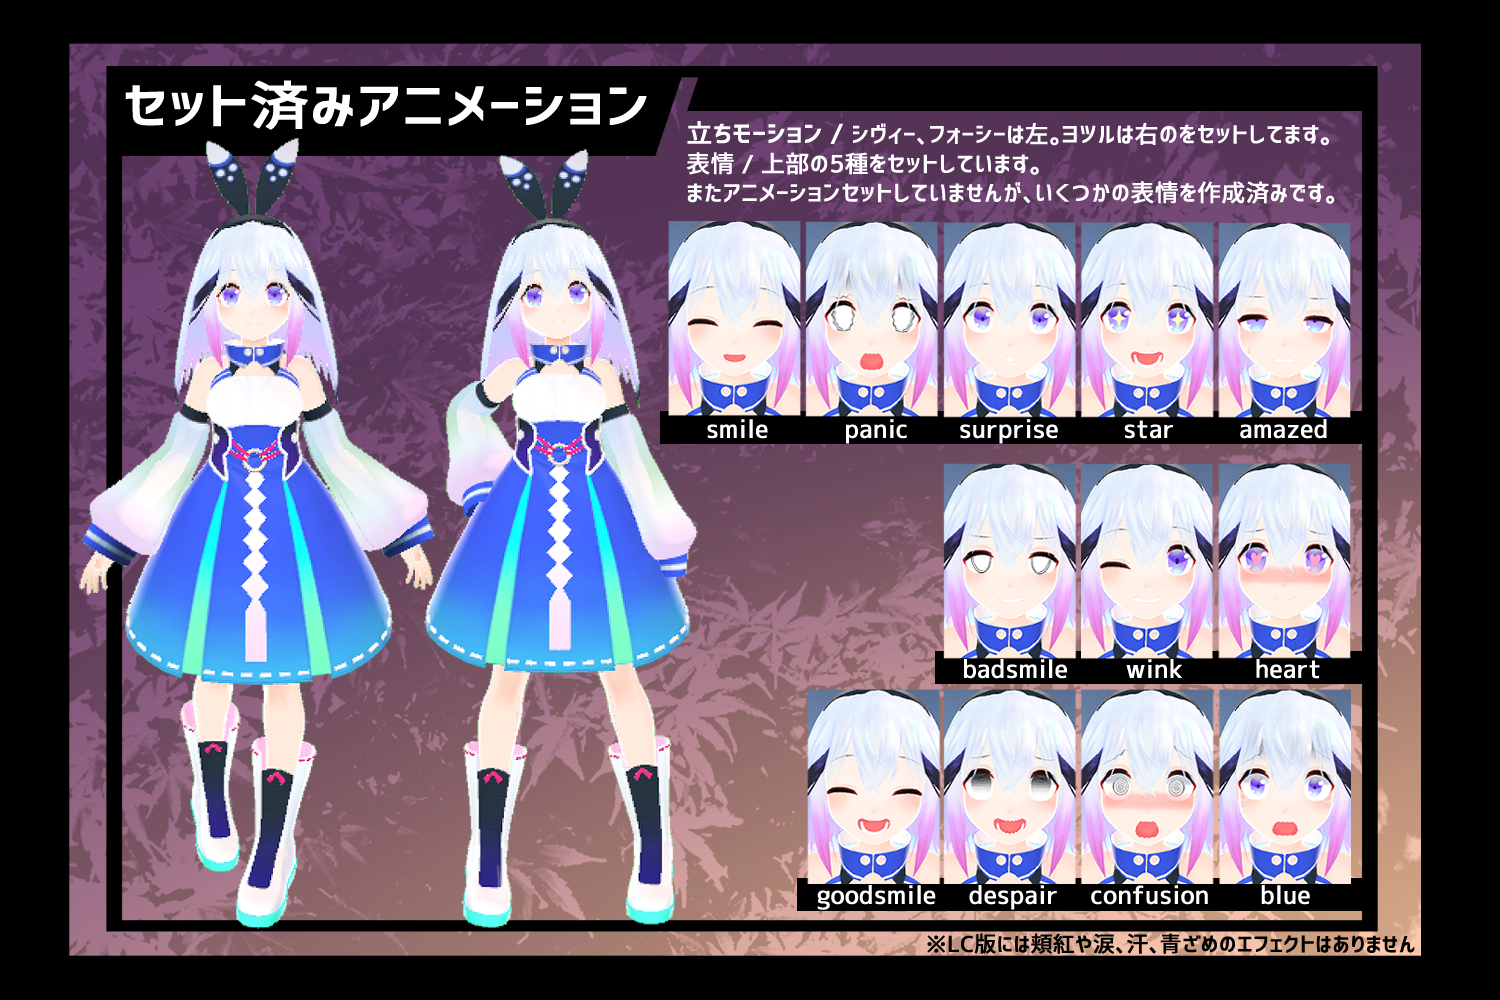 セット済みアニメーション
立ちモーション / シヴィー、フォーシーは左。ヨツルは右のをセットしてます。
表情 / 上部の5種をセットしています。
またアニメーションセットしていませんが、いくつかの表情を作成済みです。
smile panic surprise star amazed
badsmile wink heart
goodsmile despair confusion blue
※LC版には頬紅や涙、汗、青ざめのエフェクトはありません